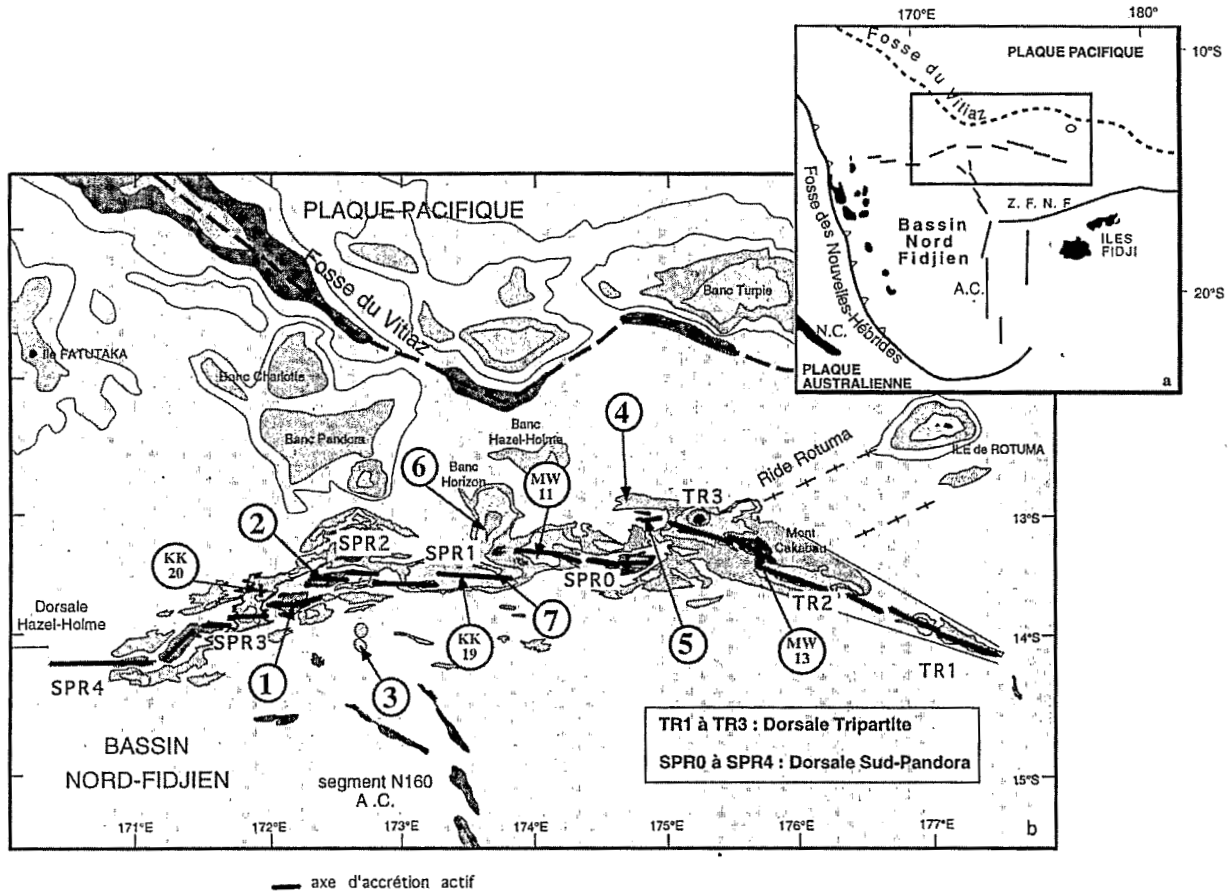 170°E
180°
10°S
20°S
Fosse du Vitiaz
PLAQUE PACIFIQUE
Fosse des Nouvelles-Hébrides
Z. F. N. F.
Bassin
Nord
Fidjien
ILES
FIDJI
A.C.
N.C.
PLAQUE
AUSTRALIENNE
a
PLAQUE PACIFIQUE
Fosse du Vitiaz
Banc Turpie
Ile FATUTAKA
Banc Charlotte
Banc Pandora
Banc
Hazel-Holme
Banc
Horizon
4
6
MW
11
Ride Rotuma
ILE de ROTUMA
TR3
13°S
2
SPR2
SPR1
Mont
Cakabau
KK
20
SPR0
Dorsale
Hazel-Holme
TR2
7
SPR3
KK
19
5
MW
13
14°S
SPR4
1
3
TR1
BASSIN
NORD-FIDJIEN
TR1 à TR3 : Dorsale Tripartite
SPR0 à SPR4 : Dorsale Sud-Pandora
segment N160
A.C.
15°S
171°E
172°E
173°E
174°E
175°E
176°E
177°E
b
axe d'accrétion actif